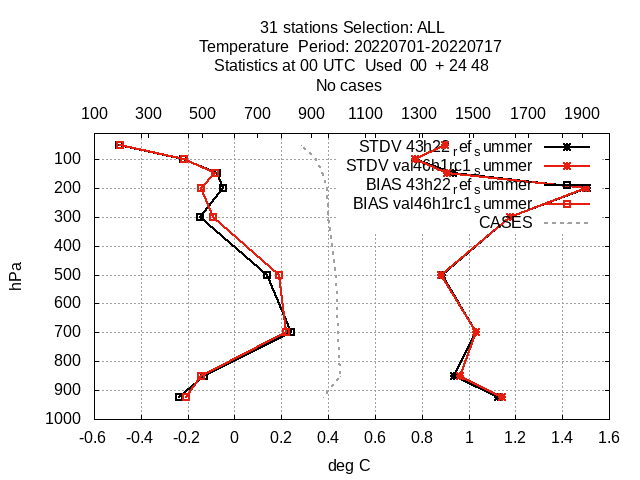 31 stations Selection: ALL
Temperature Period: 20220701-20220717
Statistics at 00 UTC Used 00 + 24 48
No cases
100 300 500 700 900 1100 1300 1500 1700 1900
STDV 43h22_ref_summer
STDV val46h1rc1_summer
BIAS 43h22_ref_summer
BIAS val46h1rc1_summer
CASES
hPa
100
200
300
400
500
600
700
800
900
1000
-0.6 -0.4 -0.2 0 0.2 0.4 0.6 0.8 1 1.2 1.4 1.6
deg C